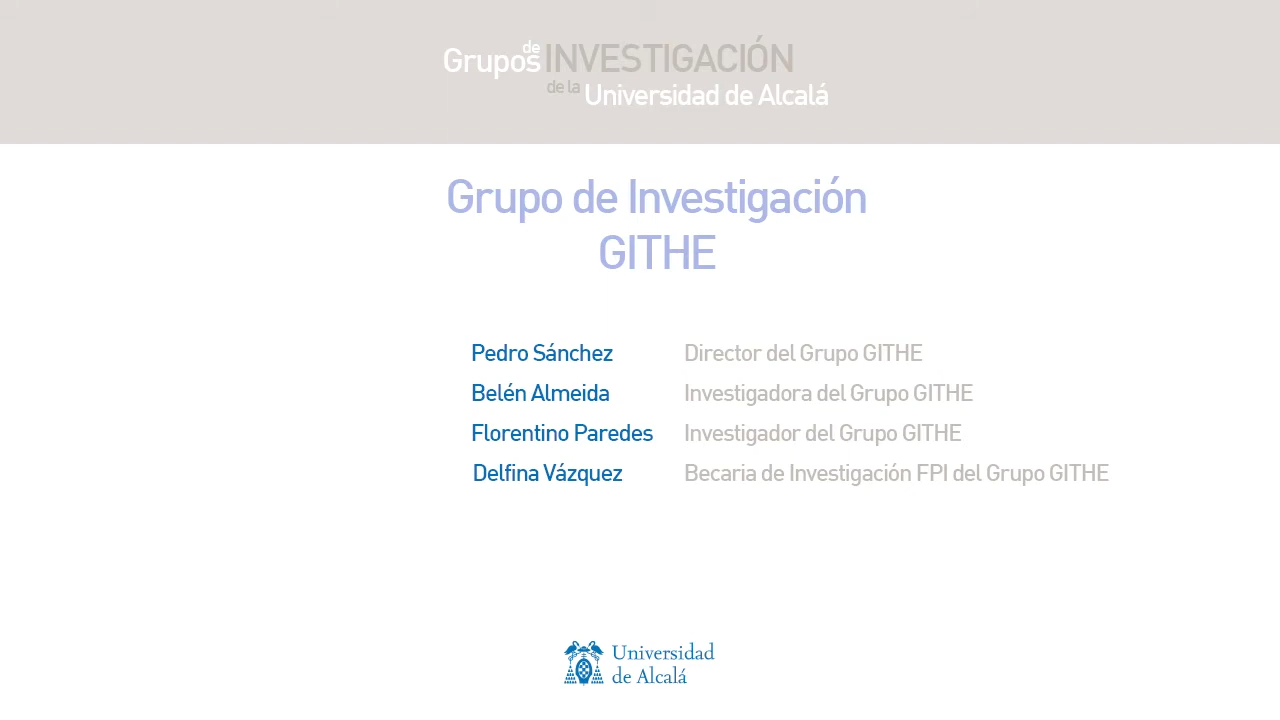 Grupos de INVESTIGACIÓN
de la Universidad de Alcalá
Grupo de Investigación
GITHE
Pedro Sánchez Director del Grupo GITHE
Belén Almeida Investigadora del Grupo GITHE
Florentino Paredes Investigador del Grupo GITHE
Delfina Vázquez Becaria de Investigación FPI del Grupo GITHE
Universidad
de Alcalá